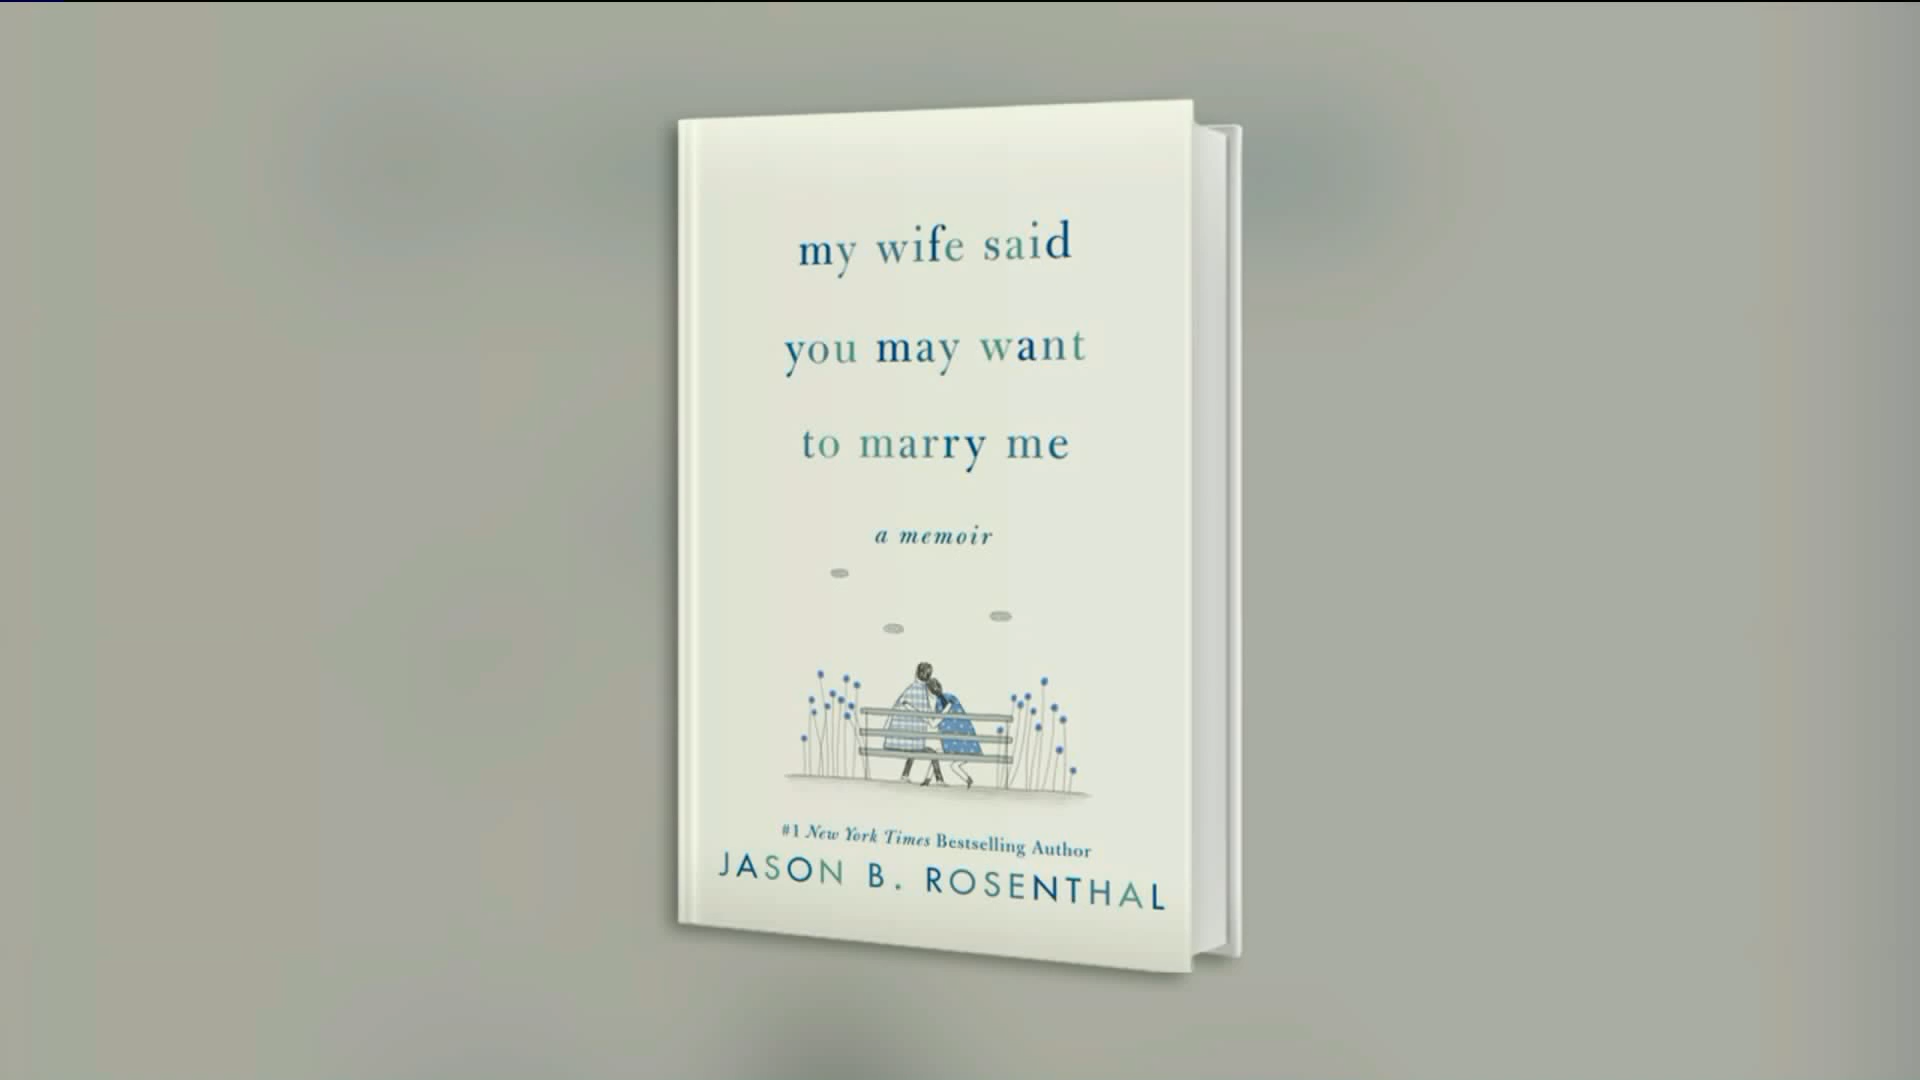 my wife said
you may want
to marry me
a memoir
#1 New York Times Bestselling Author
JASON B. ROSENTHAL